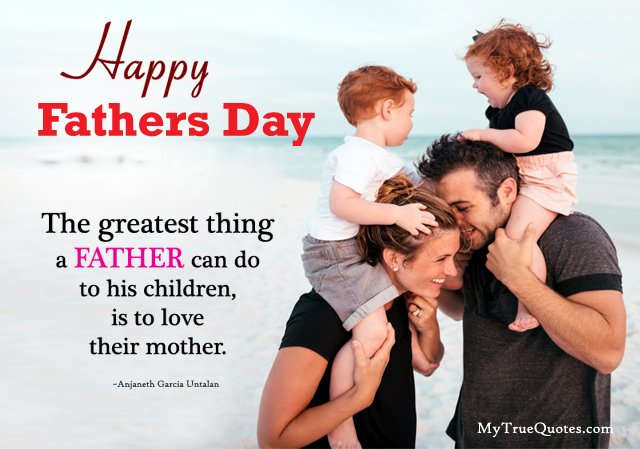 Happy
Fathers Day
The greatest thing
a FATHER can do
to his children,
is to love
their mother.
~Anjaneth Garcia Untalan
MyTrueQuotes.com